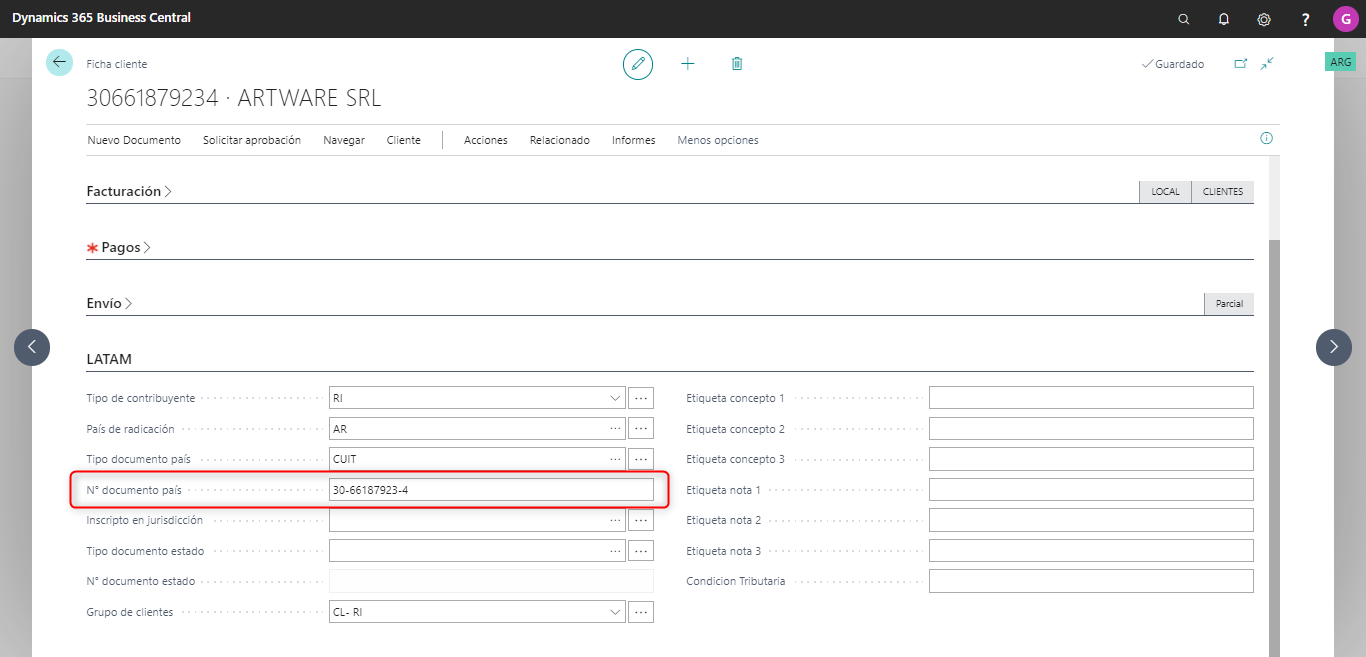 Dynamics 365 Business Central
?
G
Ficha cliente
Guardado
ARG
30661879234 · ARTWARE SRL
Nuevo Documento Solicitar aprobación Navegar Cliente Acciones Relacionado Informes Menos opciones
Facturación
LOCAL CLIENTES
* Pagos
Envío
Parcial
LATAM
Tipo de contribuyente RI ...
Etiqueta concepto 1
País de radicación AR ... ...
Etiqueta concepto 2
Tipo documento país CUIT ... ...
Etiqueta concepto 3
N° documento país 30-66187923-4
Etiqueta nota 1
Inscripto en jurisdicción ... ...
Etiqueta nota 2
Tipo documento estado ... ...
Etiqueta nota 3
N° documento estado
Condicion Tributaria
Grupo de clientes CL- RI ...